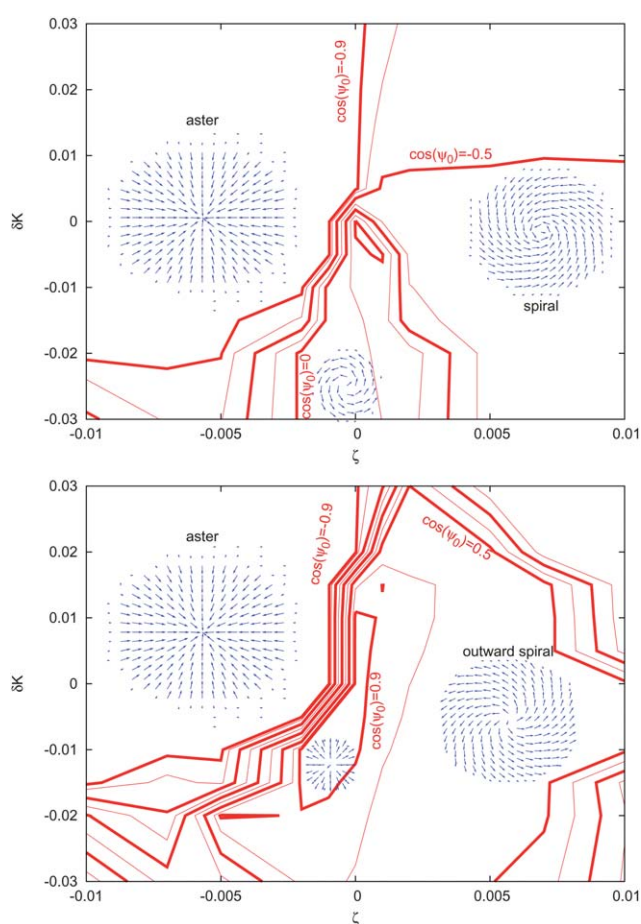 0.03
0.02
0.01
0
-0.01
-0.02
-0.03
δK
aster
cos(ψ₀)=-0.9
cos(ψ₀)=-0.5
spiral
cos(ψ₀)=0
-0.01
-0.005
0
0.005
0.01
ζ
0.03
0.02
0.01
0
-0.01
-0.02
-0.03
δK
aster
cos(ψ₀)=-0.9
cos(ψ₀)=0.5
outward spiral
cos(ψ₀)=0.9
-0.01
-0.005
0
0.005
0.01
ζ